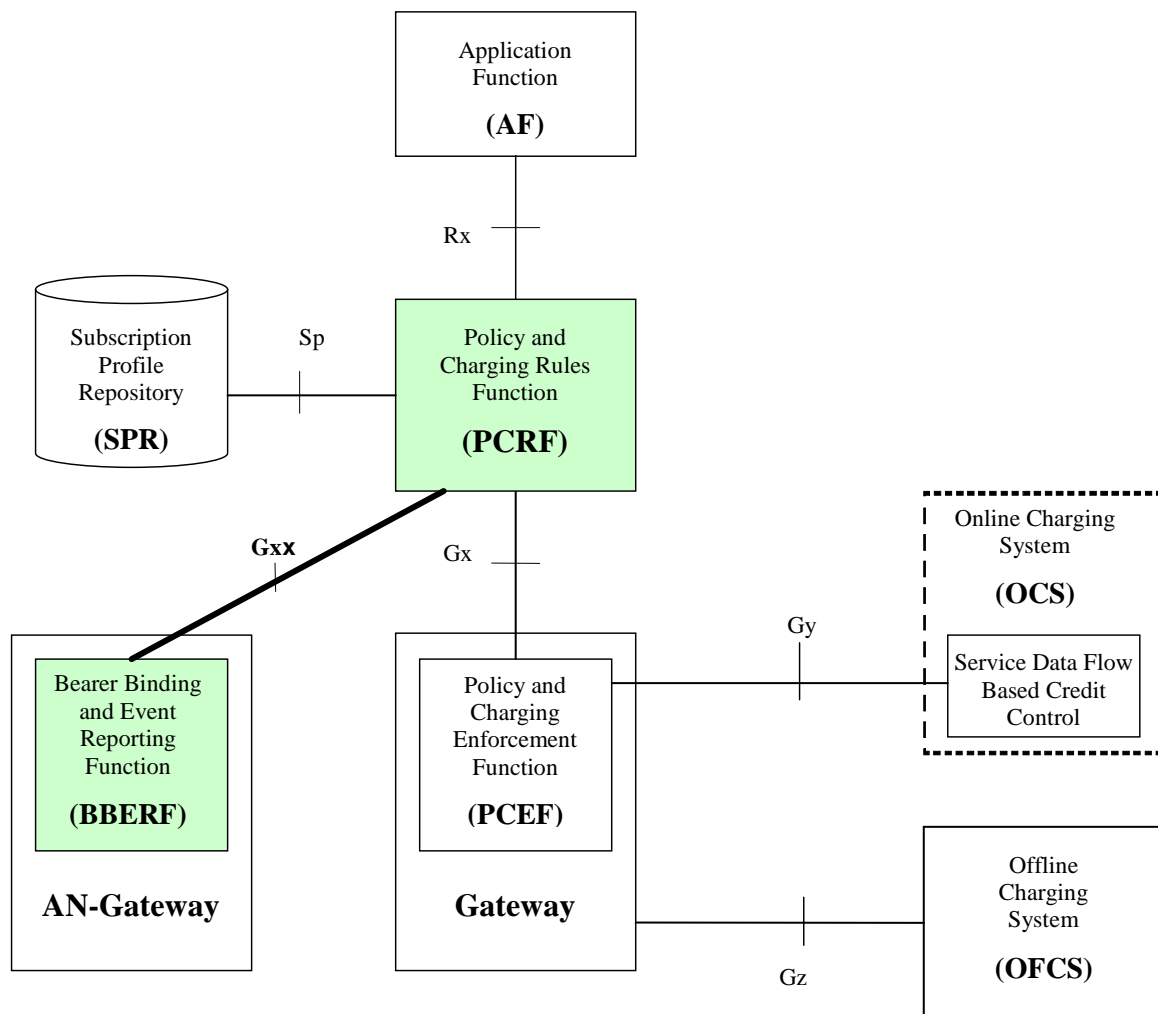 Application
Function
(AF)
Rx
Subscription
Profile
Repository
(SPR)
Sp
Policy and
Charging Rules
Function
(PCRF)
Gxx
Gx
Online Charging
System
(OCS)
Service Data Flow
Based Credit
Control
Gy
Bearer Binding
and Event
Reporting
Function
(BBERF)
AN-Gateway
Policy and
Charging
Enforcement
Function
(PCEF)
Gateway
Gz
Offline
Charging
System
(OFCS)